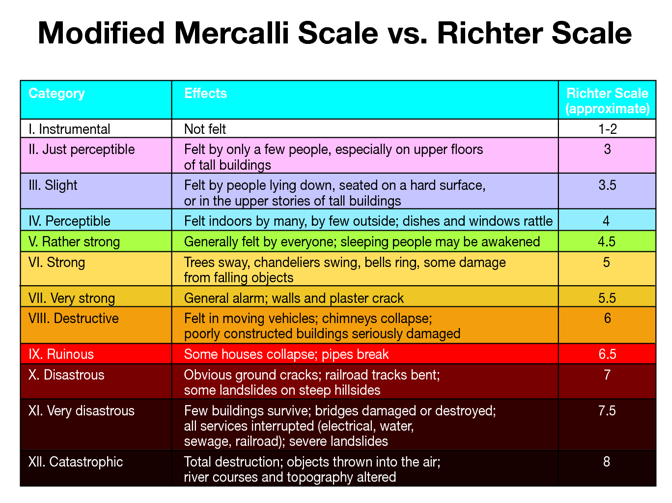 Modified Mercalli Scale vs. Richter Scale
Category Effects Richter Scale
(approximate)
I. Instrumental Not felt 1-2
II. Just perceptible Felt by only a few people, especially on upper floors 3
of tall buildings
III. Slight Felt by people lying down, seated on a hard surface, 3.5
or in the upper stories of tall buildings
IV. Perceptible Felt indoors by many, by few outside; dishes and windows rattle 4
V. Rather strong Generally felt by everyone; sleeping people may be awakened 4.5
VI. Strong Trees sway, chandeliers swing, bells ring, some damage 5
from falling objects
VII. Very strong General alarm; walls and plaster crack 5.5
VIII. Destructive Felt in moving vehicles; chimneys collapse; 6
poorly constructed buildings seriously damaged
IX. Ruinous Some houses collapse; pipes break 6.5
X. Disastrous Obvious ground cracks; railroad tracks bent; 7
some landslides on steep hillsides
XI. Very disastrous Few buildings survive; bridges damaged or destroyed; 7.5
all services interrupted (electrical, water,
sewage, railroad); severe landslides
XII. Catastrophic Total destruction; objects thrown into the air; 8
river courses and topography altered